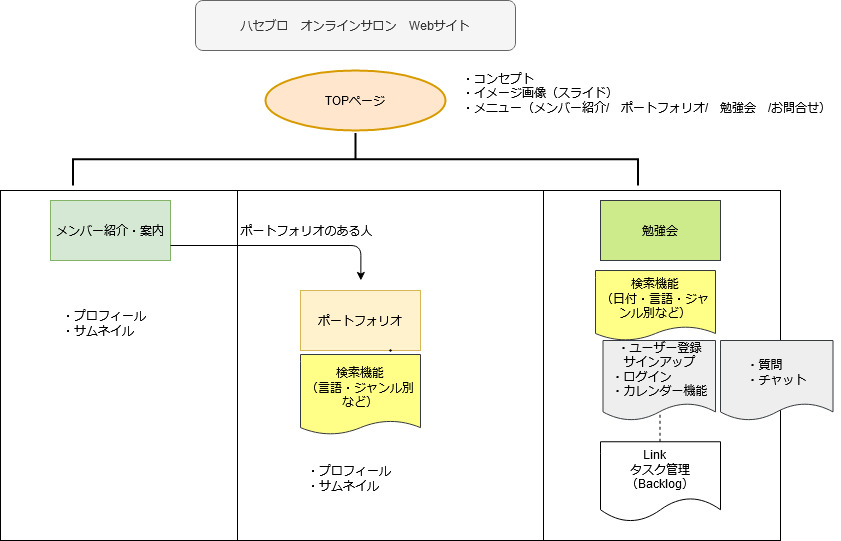 ハセブロ　オンラインサロン　Webサイト
TOPページ
・コンセプト
・イメージ画像（スライド）
・メニュー（メンバー紹介/　ポートフォリオ/　勉強会　/お問合せ）
メンバー紹介・案内
・プロフィール
・サムネイル
ポートフォリオのある人
ポートフォリオ
検索機能
（言語・ジャンル別
など）
・プロフィール
・サムネイル
勉強会
検索機能
（日付・言語・ジャ
ンル別など）
・ユーザー登録
サインアップ
・ログイン
・カレンダー機能
・質問
・チャット
Link
タスク管理
（Backlog）